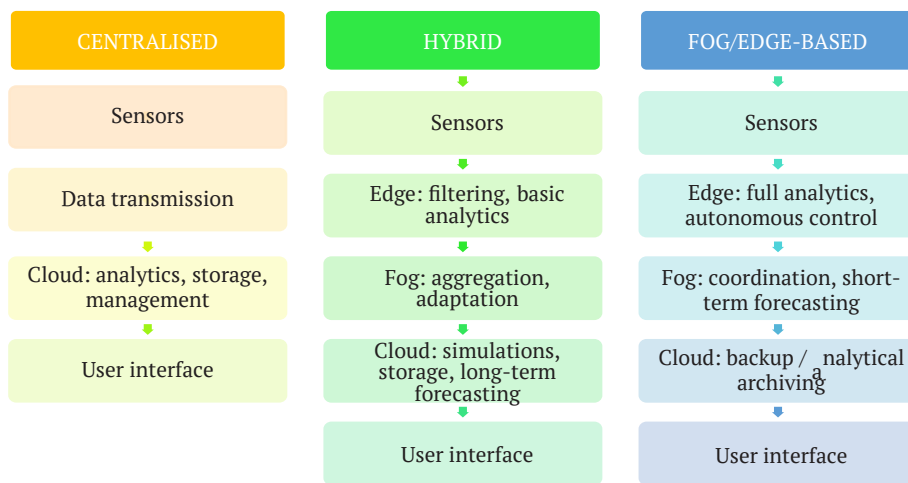 CENTRALISED
Sensors
Data transmission
Cloud: analytics, storage,
management
User interface
HYBRID
Sensors
Edge: filtering, basic
analytics
Fog: aggregation,
adaptation
Cloud: simulations,
storage, long-term
forecasting
User interface
FOG/EDGE-BASED
Sensors
Edge: full analytics,
autonomous control
Fog: coordination, short-
term forecasting
Cloud: backup / analytical
archiving
User interface